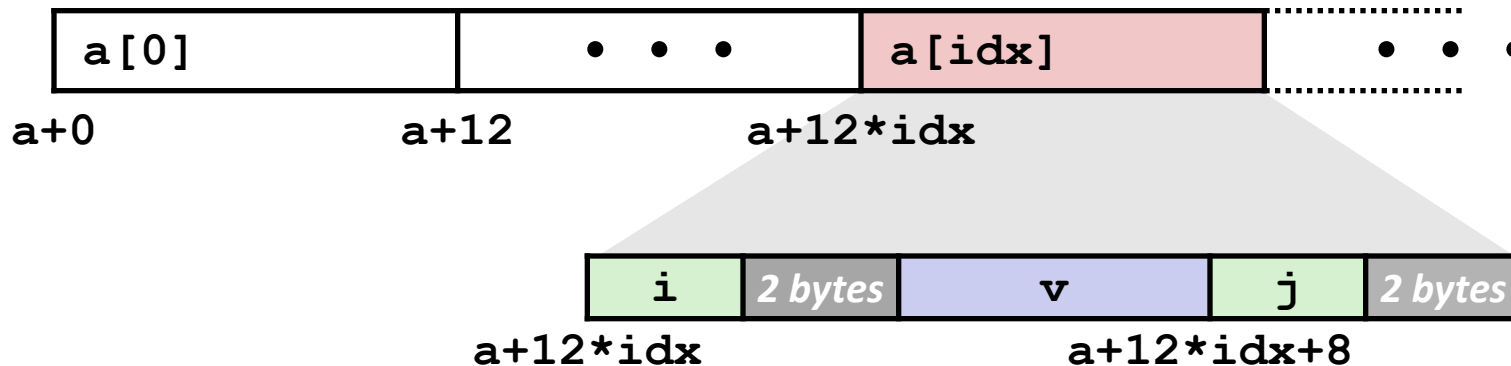 a[0] • • • a[idx] • • •
a+0 a+12 a+12*idx
i 2 bytes v j 2 bytes
a+12*idx a+12*idx+8